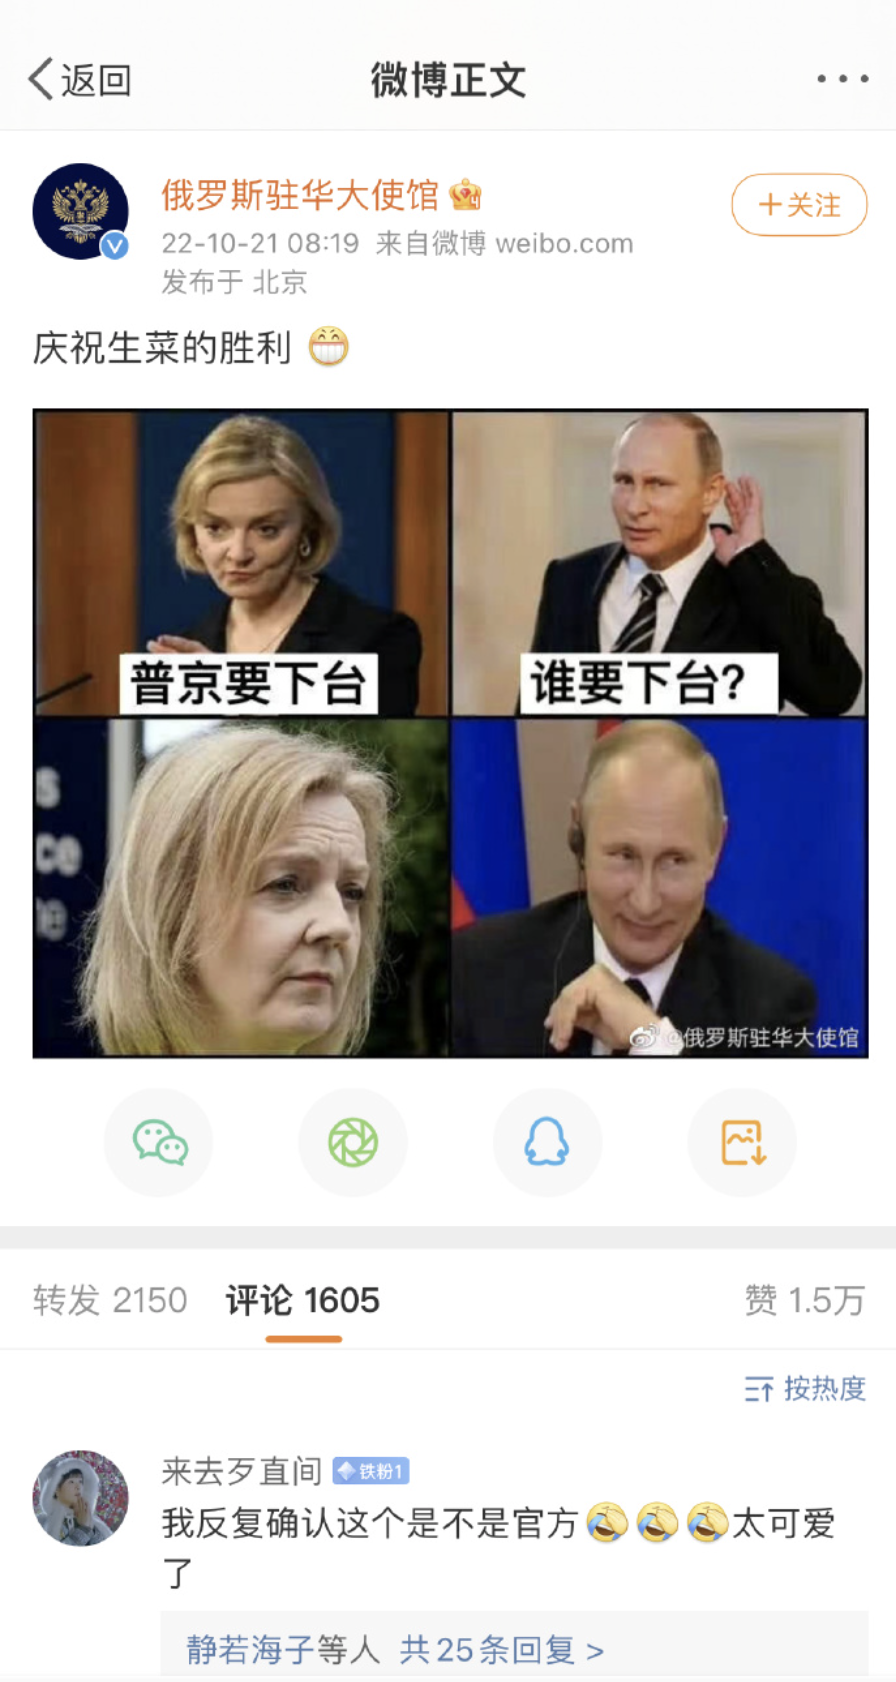 返回
微博正文
俄罗斯驻华大使馆
22-10-21 08:19 来自微博 weibo.com
发布于 北京
+关注
庆祝生菜的胜利
普京要下台
谁要下台?
s
ce
e
@俄罗斯驻华大使馆
转发 2150
评论 1605
赞 1.5万
按热度
来去歹直间
铁粉1
我反复确认这个是不是官方太可爱
了
静若海子等人 共25条回复 >